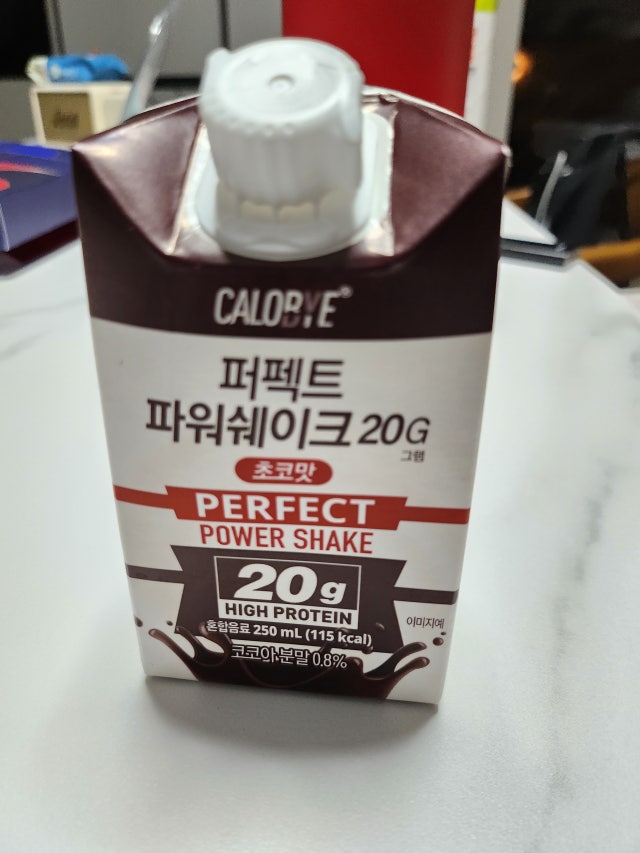 CALOBYE®
퍼펙트
파워쉐이크 20G
그램
초코맛
PERFECT
POWER SHAKE
20g
HIGH PROTEIN
혼합음료 250 mL (115 kcal)
이미지예
코코아분말 0.8%